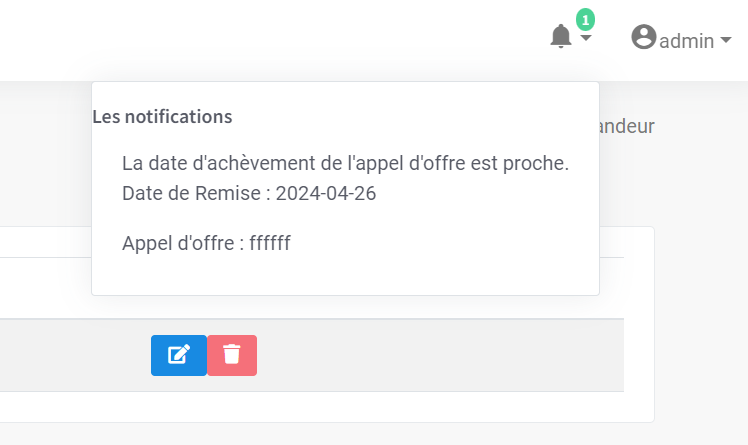 1
admin
Les notifications
andeur
La date d'achèvement de l'appel d'offre est proche.
Date de Remise : 2024-04-26
Appel d'offre : ffffff